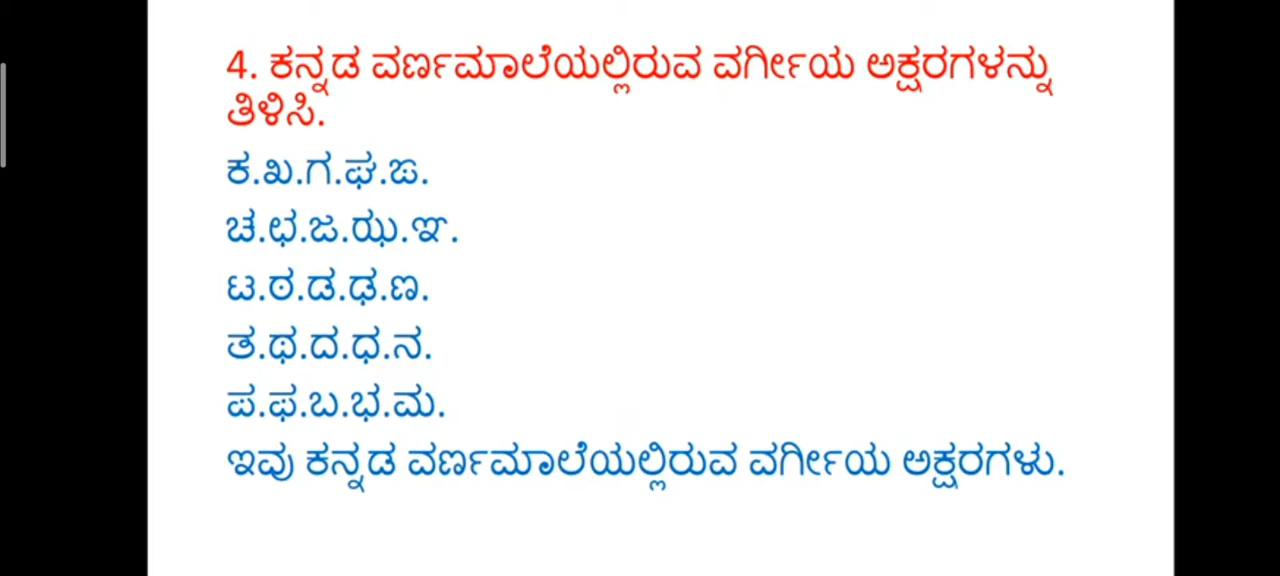 4. ಕನ್ನಡ ವರ್ಣಮಾಲೆಯಲ್ಲಿರುವ ವರ್ಗೀಯ ಅಕ್ಷರಗಳನ್ನು
ತಿಳಿಸಿ.
ಕ.ಖ.ಗ.ಘ.ಙ.
ಚ.ಛ.ಜ.ಝ.ಞ.
ಟ.ಠ.ಡ.ಢ.ಣ.
ತ.ಥ.ದ.ಧ.ನ.
ಪ.ಫ.ಬ.ಭ.ಮ.
ಇವು ಕನ್ನಡ ವರ್ಣಮಾಲೆಯಲ್ಲಿರುವ ವರ್ಗೀಯ ಅಕ್ಷರಗಳು.